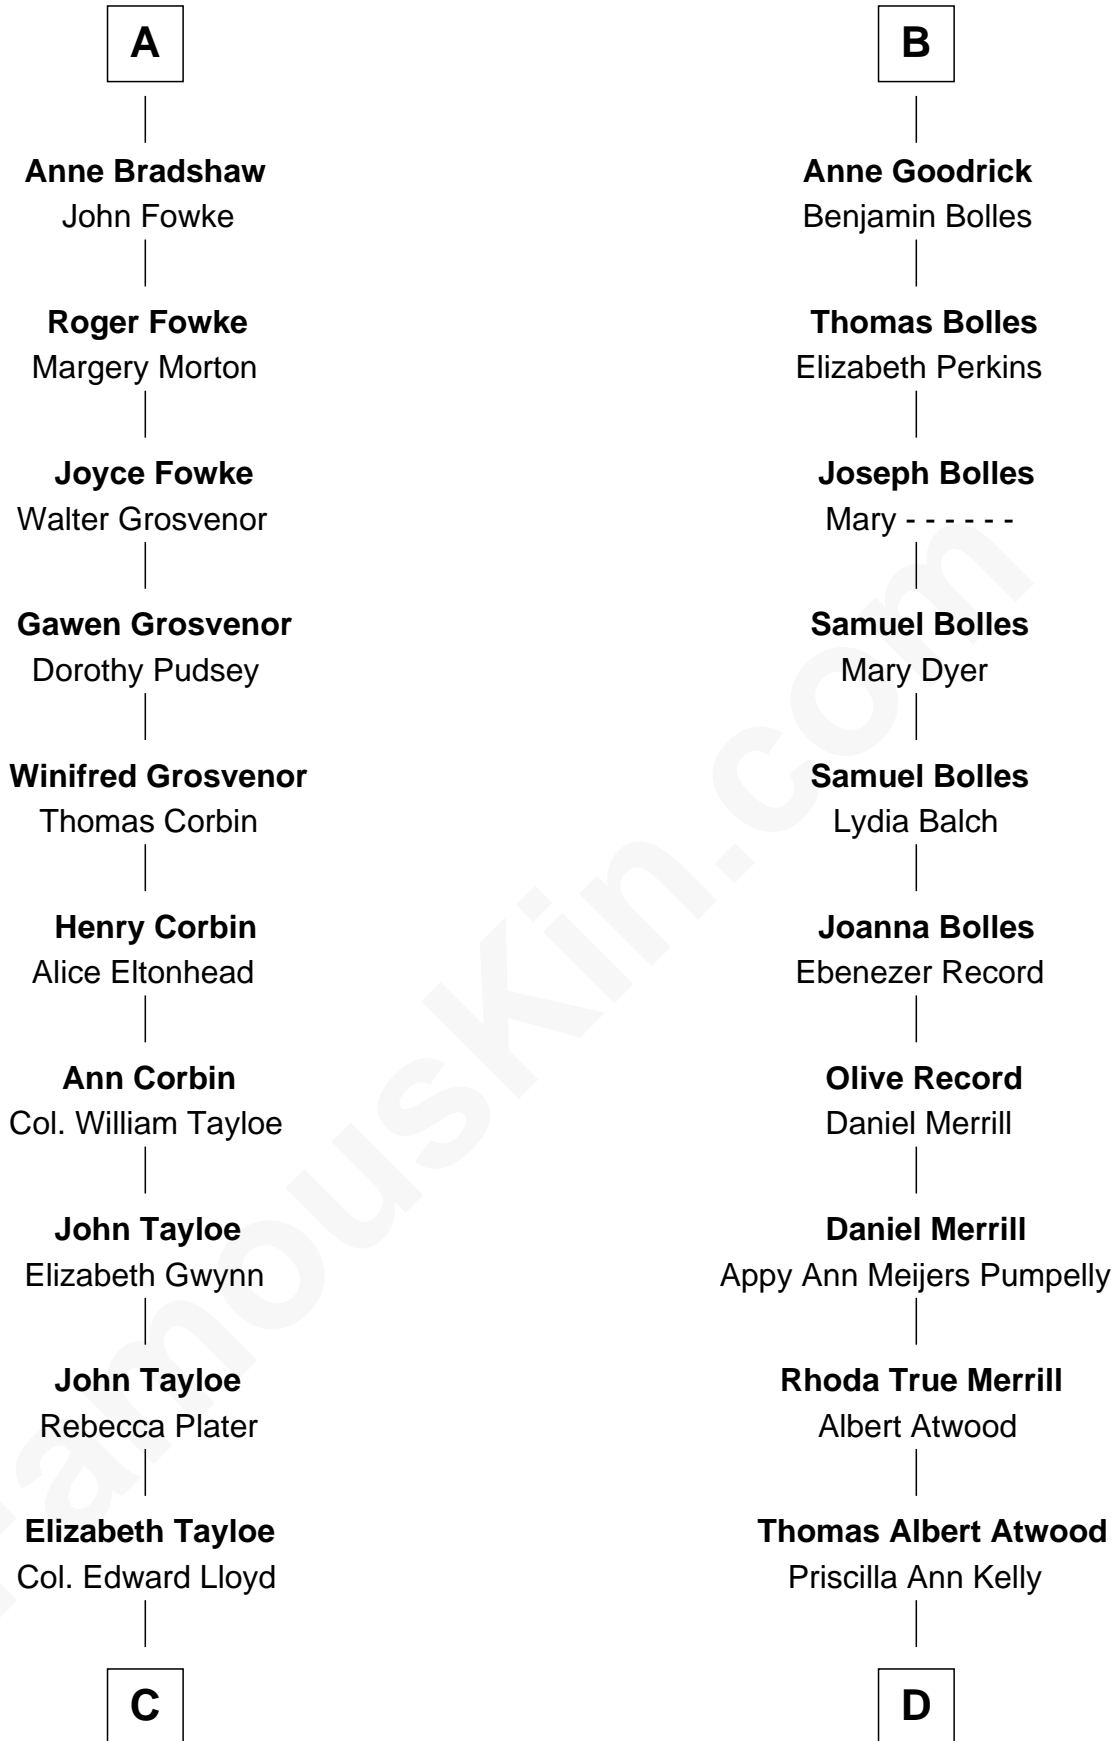 A
Anne Bradshaw
John Fowke
Roger Fowke
Margery Morton
Joyce Fowke
Walter Grosvenor
Gawen Grosvenor
Dorothy Pudsey
Winifred Grosvenor
Thomas Corbin
Henry Corbin
Alice Eltonhead
Ann Corbin
Col. William Tayloe
John Tayloe
Elizabeth Gwynn
John Tayloe
Rebecca Plater
Elizabeth Tayloe
Col. Edward Lloyd
C
B
Anne Goodrick
Benjamin Bolles
Thomas Bolles
Elizabeth Perkins
Joseph Bolles
Mary - - - - - -
Samuel Bolles
Mary Dyer
Samuel Bolles
Lydia Balch
Joanna Bolles
Ebenezer Record
Olive Record
Daniel Merrill
Daniel Merrill
Appy Ann Meijers Pumpelly
Rhoda True Merrill
Albert Atwood
Thomas Albert Atwood
Priscilla Ann Kelly
D
FamousKin.com